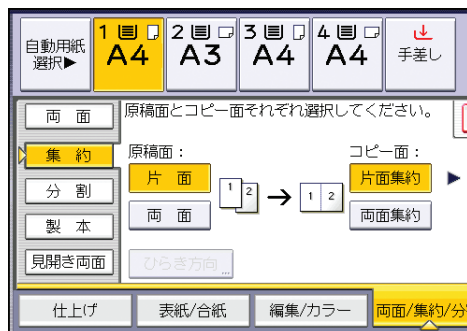 自動用紙
選択▶
1
A4
2
A3
3
A4
4
A4
手差し
両 面
原稿面とコピー面それぞれ選択してください。
集 約
原稿面：
コピー面：
片 面
1
2
→
1 2
片面集約
▶
分 割
両 面
両面集約
製 本
見開き両面
ひらき方向...
仕上げ
表紙/合紙
編集/カラー
両面/集約/分